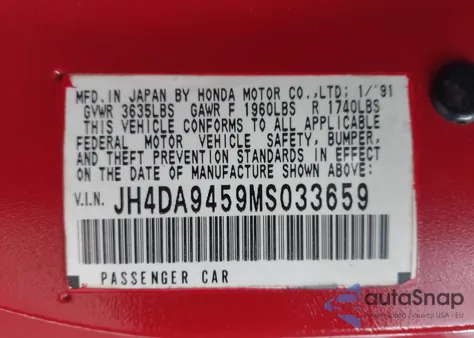 MFD. IN JAPAN BY HONDA MOTOR CO.,LTD; 1/'91
GVWR 3635LBS GAWR F 1960LBS R 1740LBS
THIS VEHICLE CONFORMS TO ALL APPLICABLE
FEDERAL MOTOR VEHICLE SAFETY, BUMPER,
AND THEFT PREVENTION STANDARDS IN EFFECT
ON THE DATE OF MANUFACTURE SHOWN ABOVE.
V.I.N. JH4DA9459MS033659
PASSENGER CAR
autaSnap